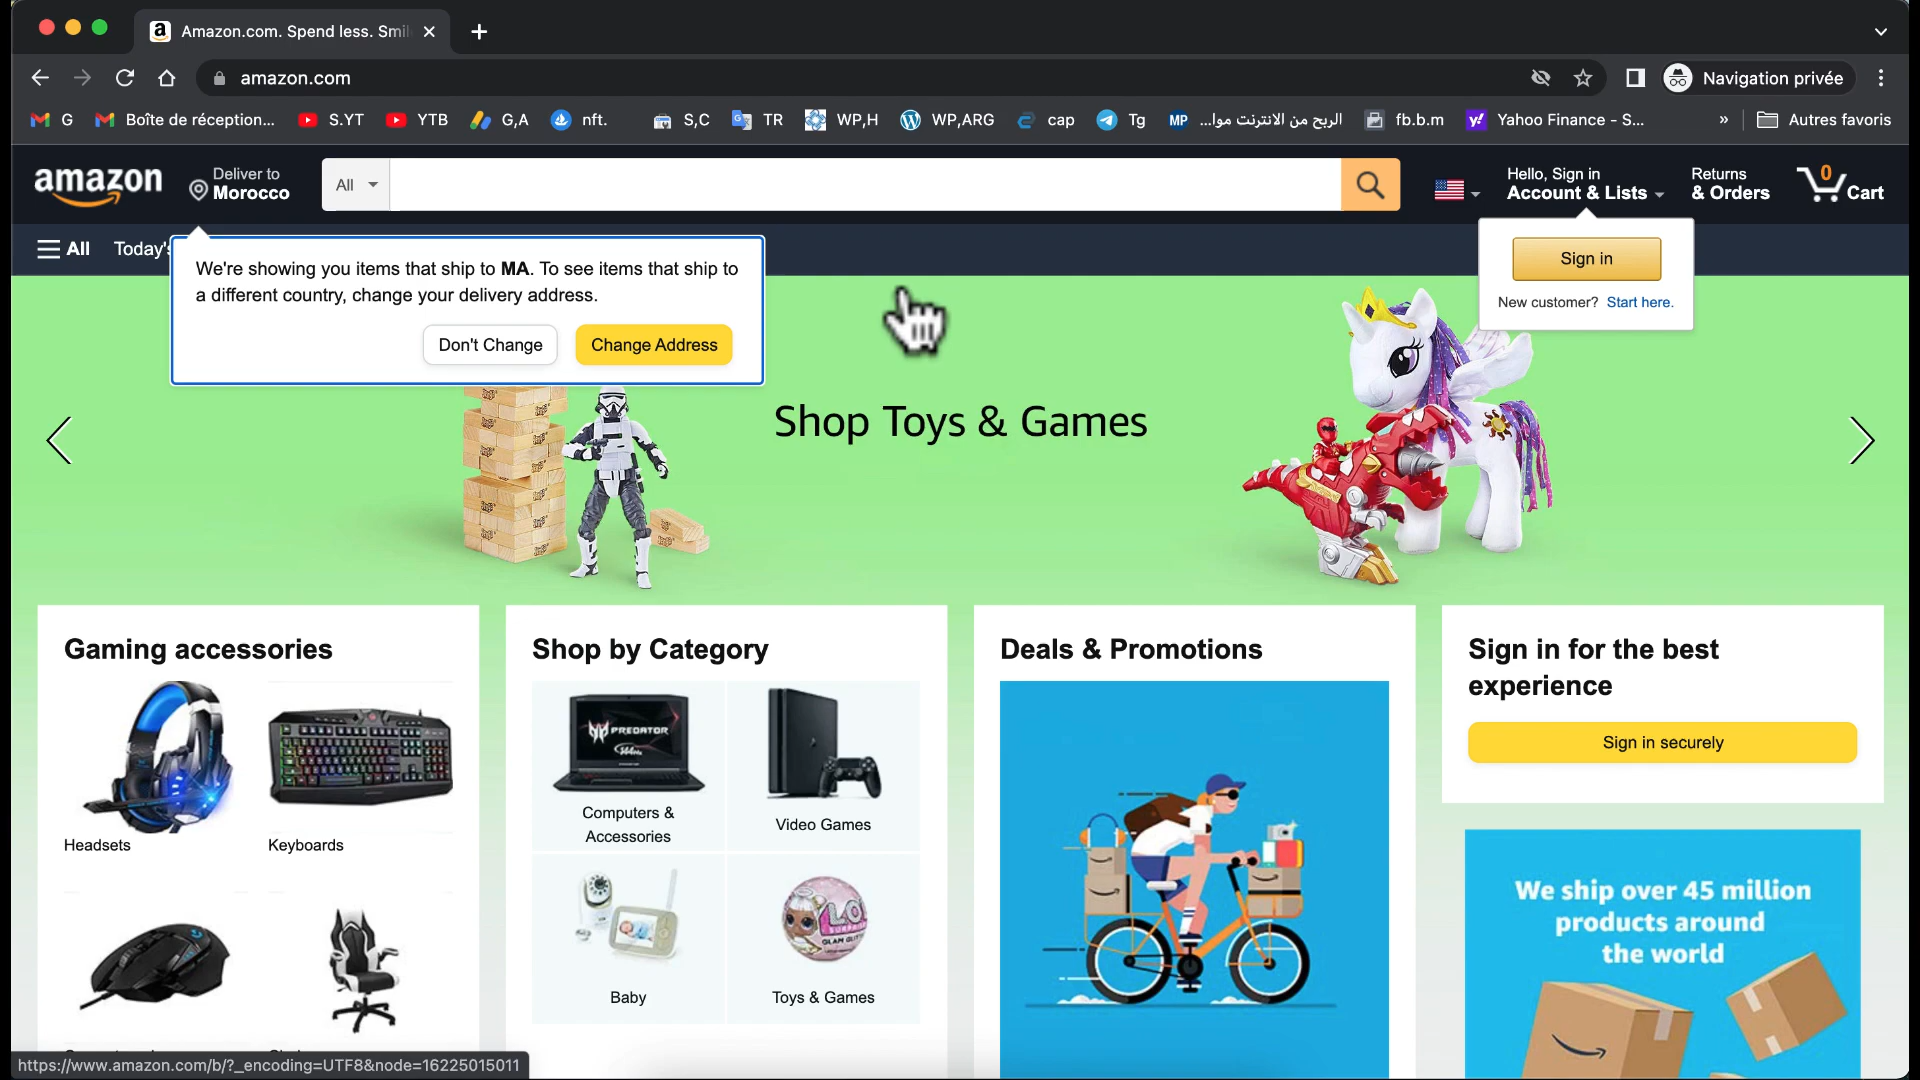 Amazon.com. Spend less. Smil
amazon.com
Navigation privée
G
Boîte de réception...
S.YT
YTB
G,A
nft.
S,C
TR
WP,H
WP,ARG
cap
Tg
MP
الربح من الانترنت موا...
fb.b.m
Yahoo Finance - S...
»
Autres favoris
amazon
Deliver to
Morocco
All
Hello, Sign in
Account & Lists
Returns
& Orders
0
Cart
All
Today's
We're showing you items that ship to MA. To see items that ship to
a different country, change your delivery address.
Don't Change
Change Address
Sign in
New customer? Start here.
Shop Toys & Games
Gaming accessories
Headsets
Keyboards
Shop by Category
PREDATOR
Computers &
Accessories
Video Games
Baby
Toys & Games
Deals & Promotions
Sign in for the best
experience
Sign in securely
We ship over 45 million
products around
the world
https://www.amazon.com/b/?_encoding=UTF8&node=16225015011